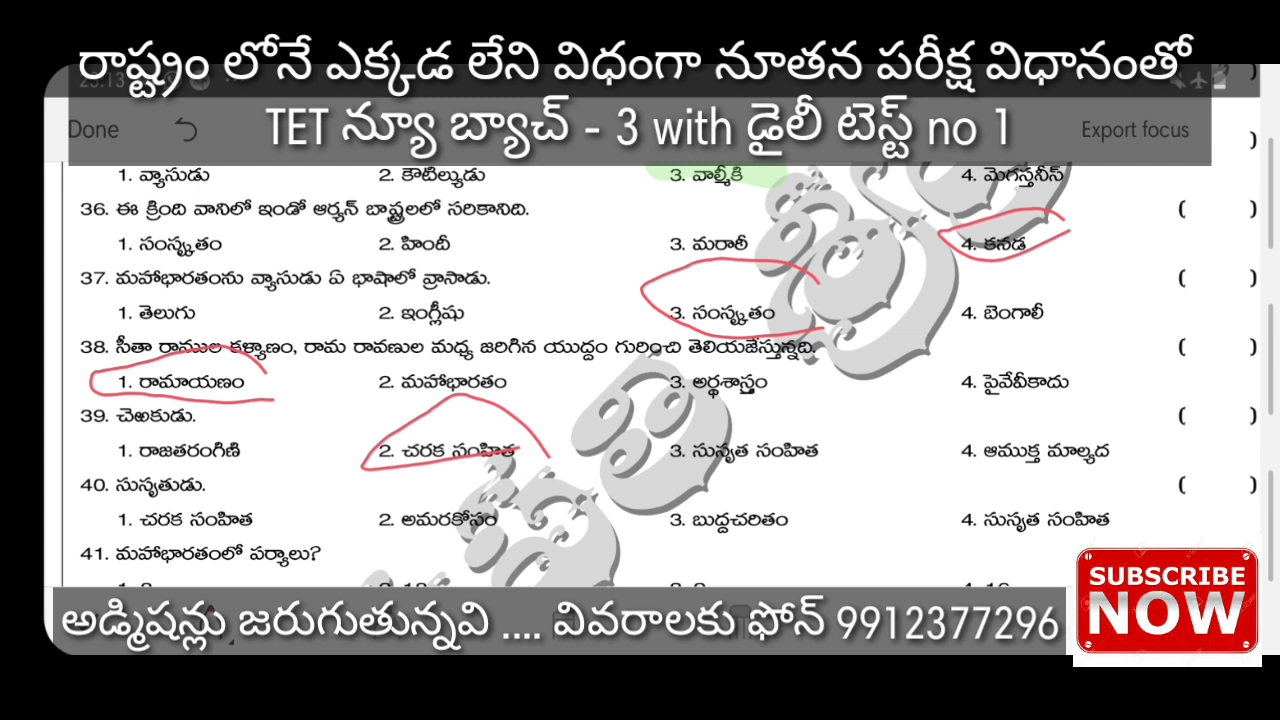 రాష్ట్రం లోనే ఎక్కడ లేని విధంగా నూతన పరీక్ష విధానంతో
TET న్యూ బ్యాచ్ - 3 with డైలీ టెస్ట్ no 1
Done Export focus
1. వ్యాసుడు 2. కౌటిల్యుడు 3. వాల్మీకి 4. మెగస్తనీస్
36. ఈ క్రింది వానిలో ఇండో ఆర్యన్ బాష్టలలో సరికానిది. ( )
1. సంస్కృతం 2. హిందీ 3. మరాఠీ 4. కనడ
37. మహాభారతంను వ్యాసుడు ఏ భాషాలో వ్రాసాడు. ( )
1. తెలుగు 2. ఇంగ్లీషు 3. సంస్కృతం 4. బెంగాలీ
38. సీతా రాముల కళ్యాణం, రామ రావణుల మధ్య జరిగిన యుద్దం గురించి తెలియజేస్తున్నది. ( )
1. రామాయణం 2. మహాభారతం 3. అర్థశాస్త్రం 4. పైవేవీకాదు
39. చెఱకుడు. ( )
1. రాజతరంగిణి 2. చరక సంహిత 3. సుసృత సంహిత 4. ఆముక్త మాల్యద
40. సుసృతుడు. ( )
1. చరక సంహిత 2. అమరకోసం 3. బుద్దచరితం 4. సుసృత సంహిత
41. మహాభారతంలో పర్యాలు?
అడ్మిషన్లు జరుగుతున్నవి .... వివరాలకు ఫోన్ 9912377296
SUBSCRIBE
NOW